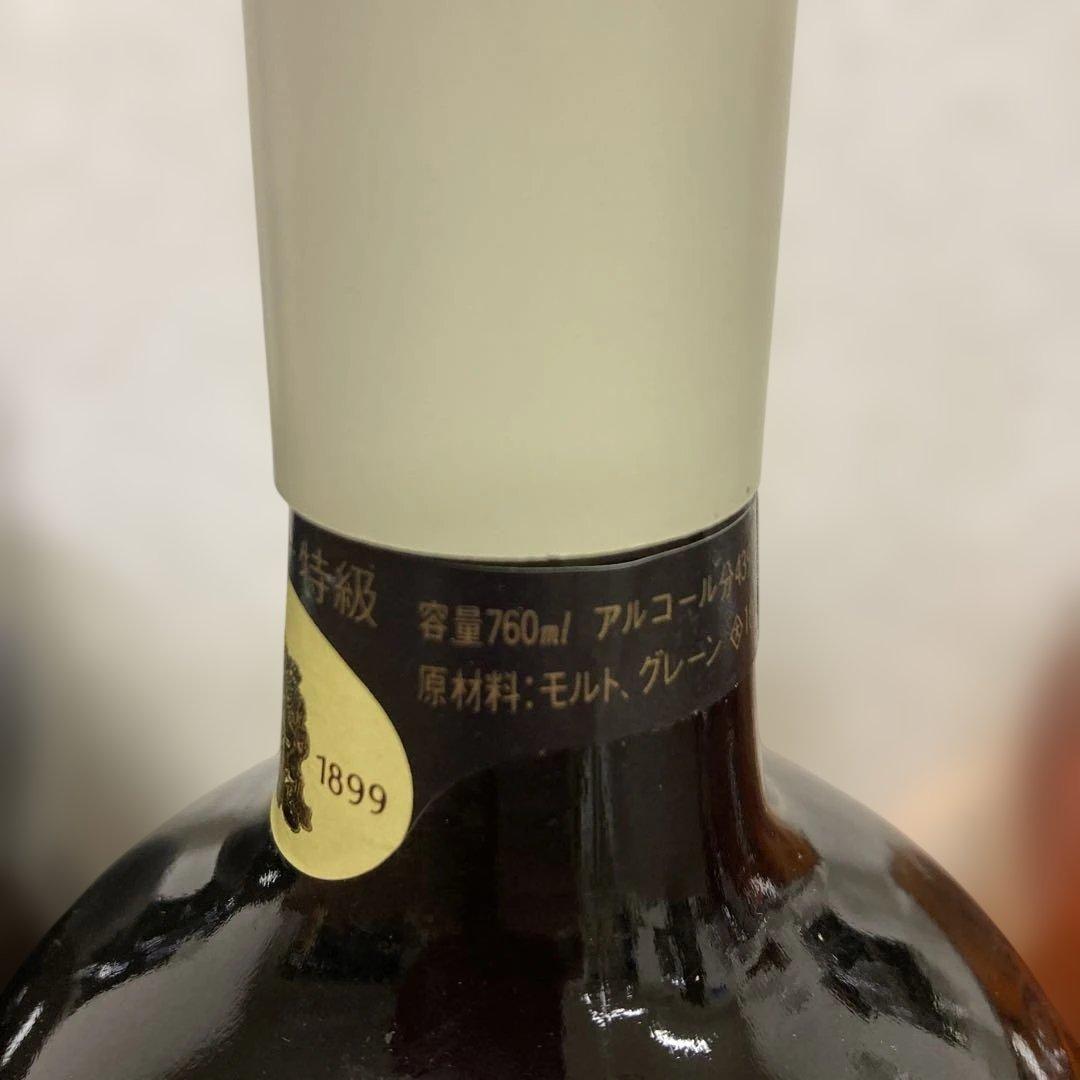 特級
容量760ml アルコール分43
原材料:モルト、グレーン
1899